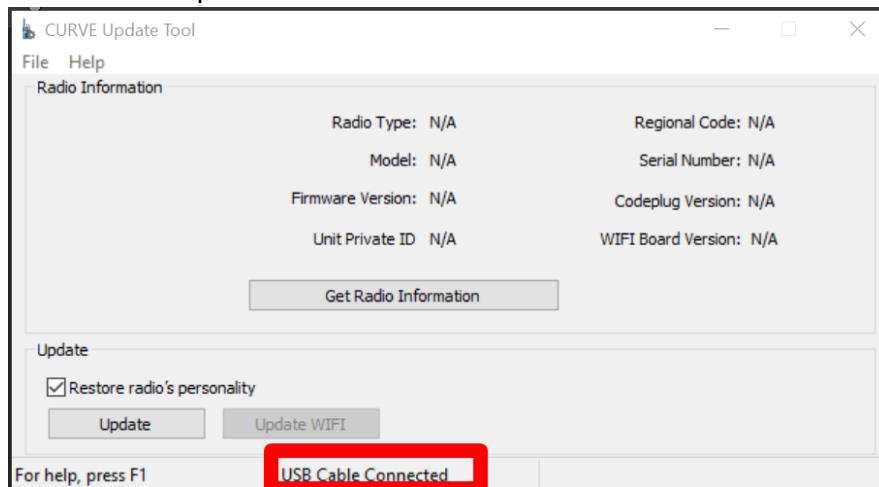 CURVE Update Tool
File Help
Radio Information
Radio Type: N/A Regional Code: N/A
Model: N/A Serial Number: N/A
Firmware Version: N/A Codeplug Version: N/A
Unit Private ID N/A WIFI Board Version: N/A
Get Radio Information
Update
Restore radio's personality
Update Update WIFI
For help, press F1 USB Cable Connected